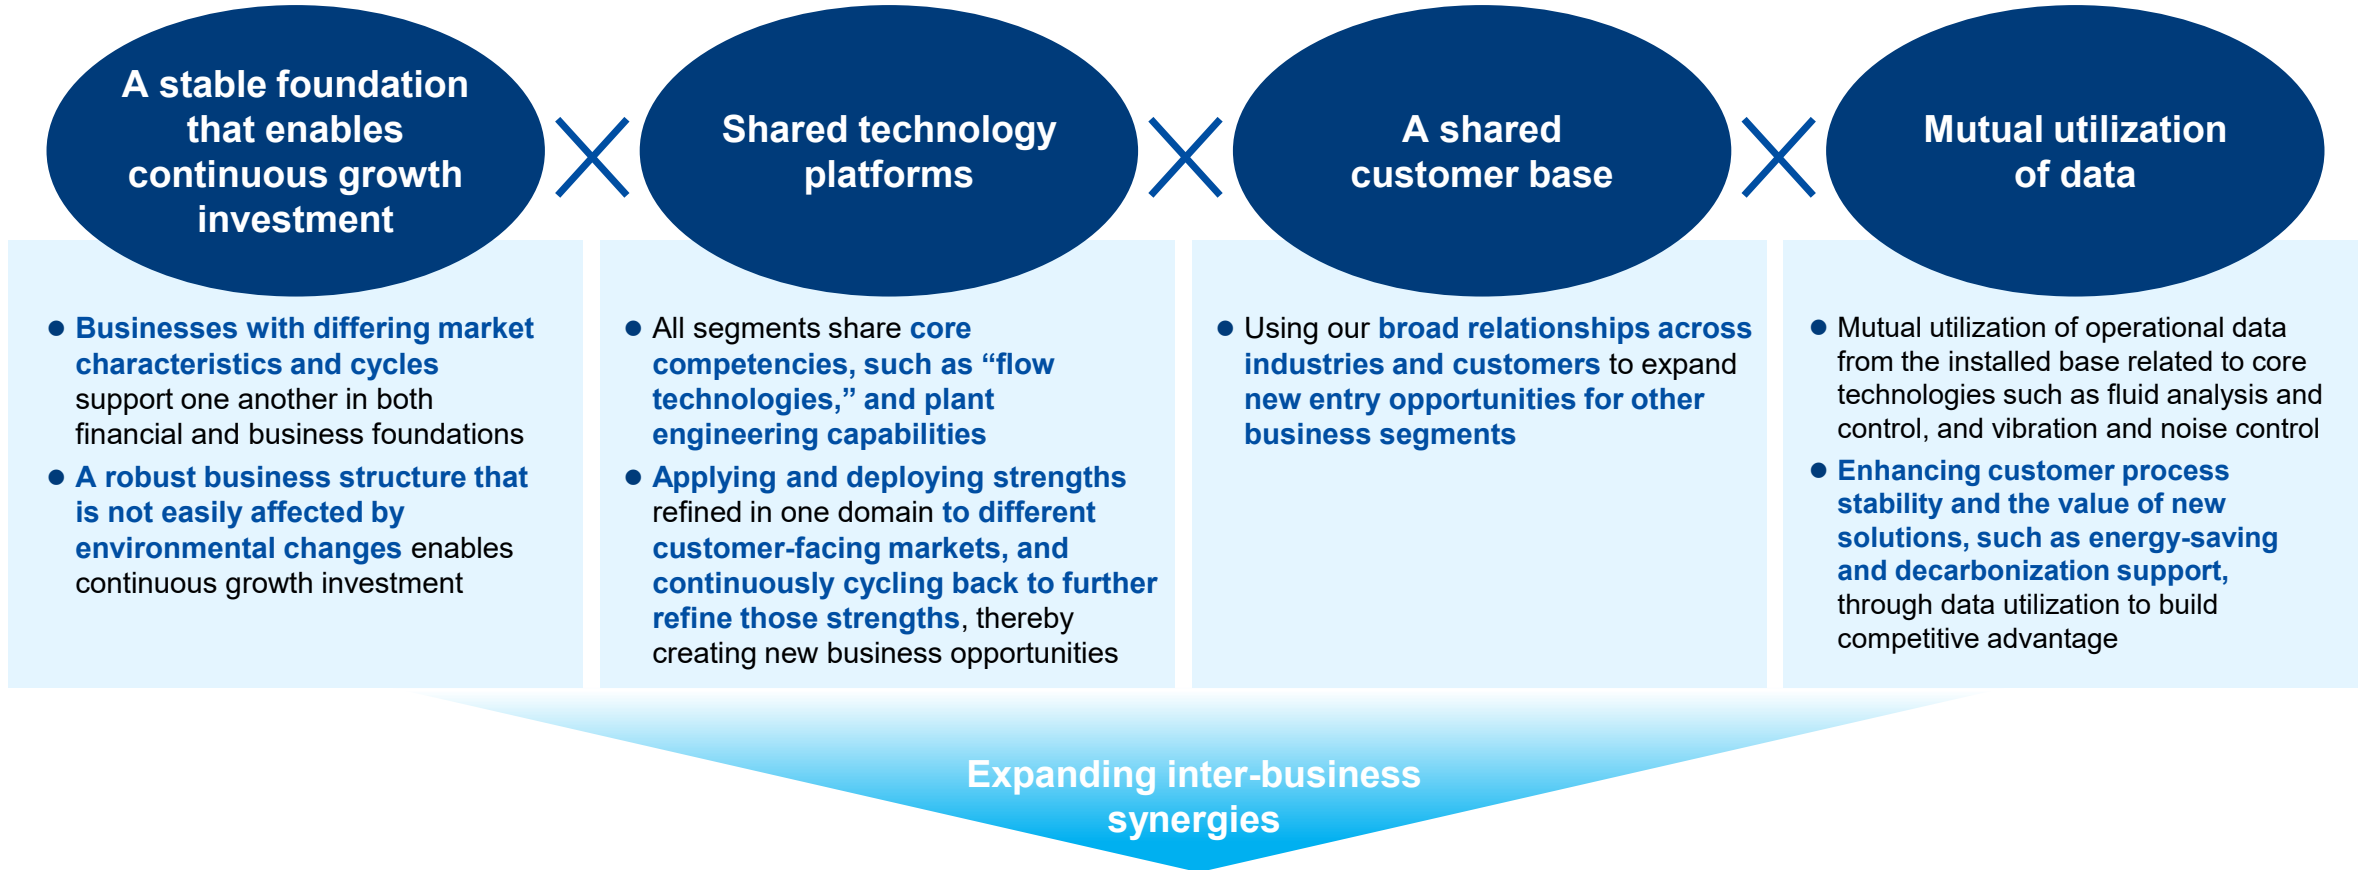 A stable foundation
that enables
continuous growth
investment
Shared technology
platforms
A shared
customer base
Mutual utilization
of data
● Businesses with differing market
characteristics and cycles
support one another in both
financial and business foundations
● A robust business structure that
is not easily affected by
environmental changes enables
continuous growth investment
● All segments share core
competencies, such as “flow
technologies,” and plant
engineering capabilities
● Applying and deploying strengths
refined in one domain to different
customer-facing markets, and
continuously cycling back to further
refine those strengths, thereby
creating new business opportunities
● Using our broad relationships across
industries and customers to expand
new entry opportunities for other
business segments
● Mutual utilization of operational data
from the installed base related to core
technologies such as fluid analysis and
control, and vibration and noise control
● Enhancing customer process
stability and the value of new
solutions, such as energy-saving
and decarbonization support,
through data utilization to build
competitive advantage
Expanding inter-business
synergies